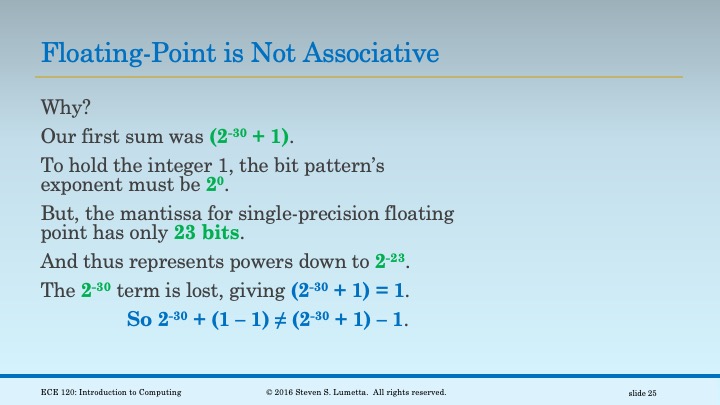 Floating-Point is Not Associative
Why?
Our first sum was (2⁻³⁰ + 1).
To hold the integer 1, the bit pattern’s
exponent must be 2⁰.
But, the mantissa for single-precision floating
point has only 23 bits.
And thus represents powers down to 2⁻²³.
The 2⁻³⁰ term is lost, giving (2⁻³⁰ + 1) = 1.
So 2⁻³⁰ + (1 – 1) ≠ (2⁻³⁰ + 1) – 1.
ECE 120: Introduction to Computing © 2016 Steven S. Lumetta. All rights reserved. slide 25